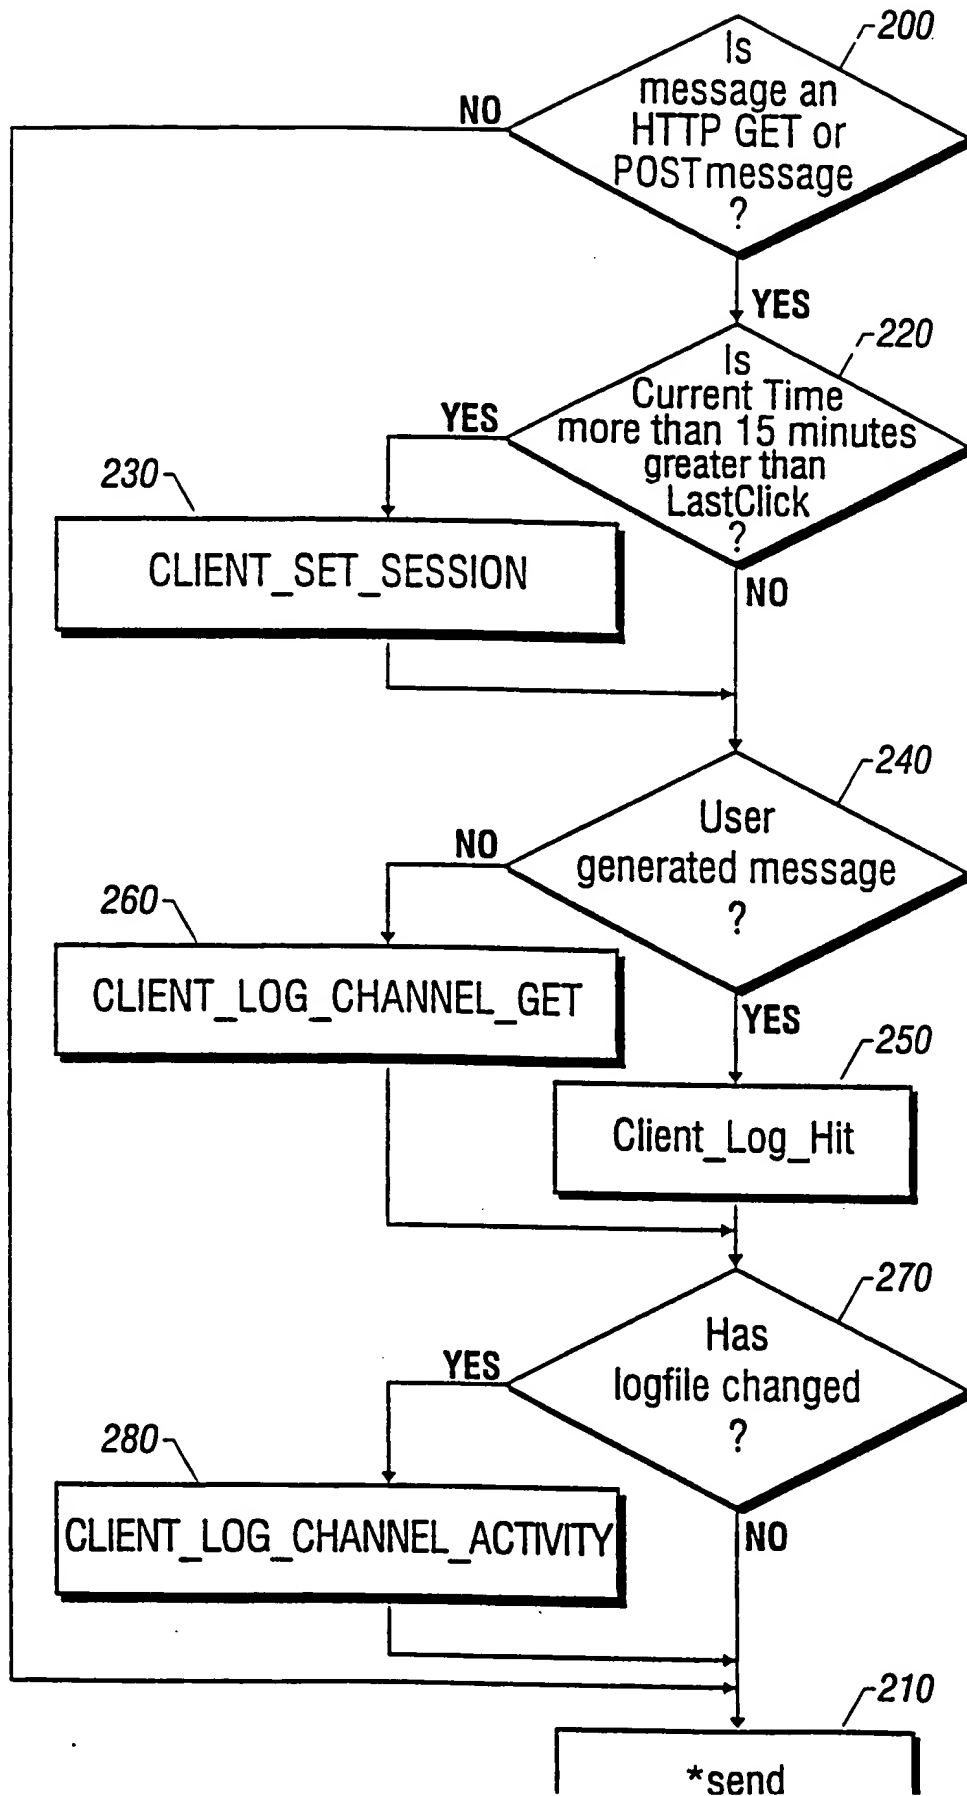 200
Is
message an
HTTP GET or
POST message
?
NO
YES
220
Is
Current Time
more than 15 minutes
greater than
LastClick
?
YES
NO
230
CLIENT_SET_SESSION
240
User
generated message
?
NO
YES
260
CLIENT_LOG_CHANNEL_GET
250
Client_Log_Hit
270
Has
logfile changed
?
YES
NO
280
CLIENT_LOG_CHANNEL_ACTIVITY
210
*send